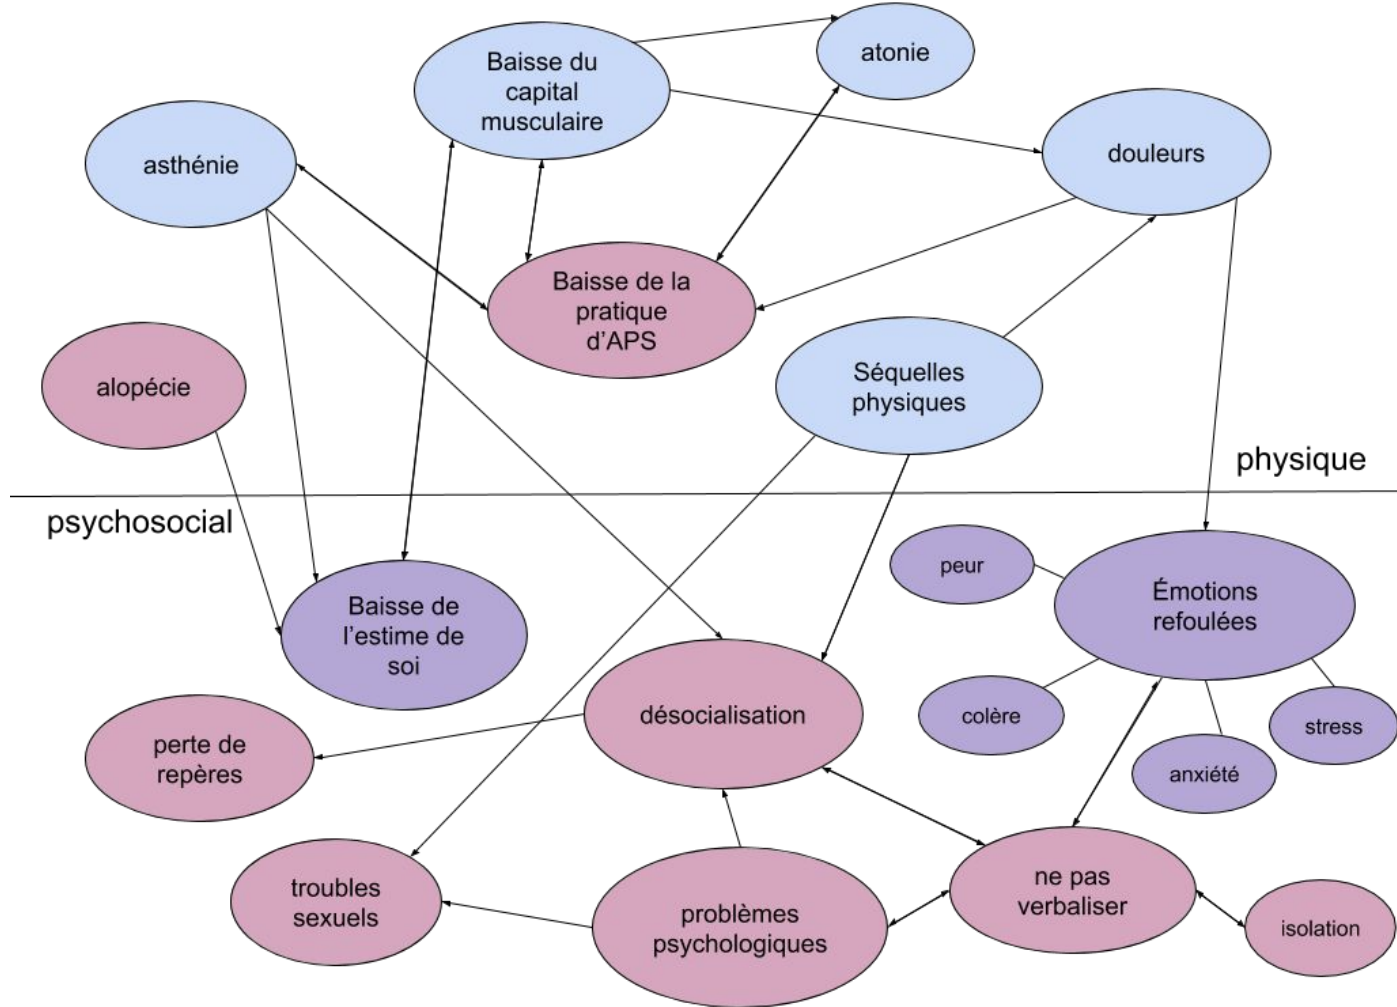 Baisse du
capital
musculaire
atonie
asthénie
douleurs
Baisse de la
pratique
d'APS
alopécie
Séquelles
physiques
physique
psychosocial
peur
Émotions
refoulées
Baisse de
l'estime de
soi
désocialisation
colère
stress
anxiété
perte de
repères
troubles
sexuels
problèmes
psychologiques
ne pas
verbaliser
isolation